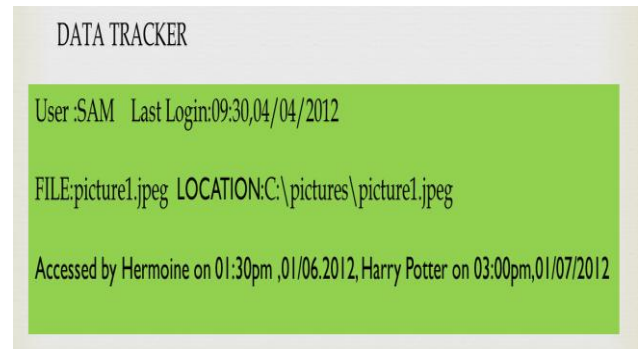 DATA TRACKER
User :SAM Last Login:09:30,04/04/2012
FILE:picture1.jpeg LOCATION:C:\pictures\picture1.jpeg
Accessed by Hermoine on 01:30pm ,01/06.2012, Harry Potter on 03:00pm,01/07/2012